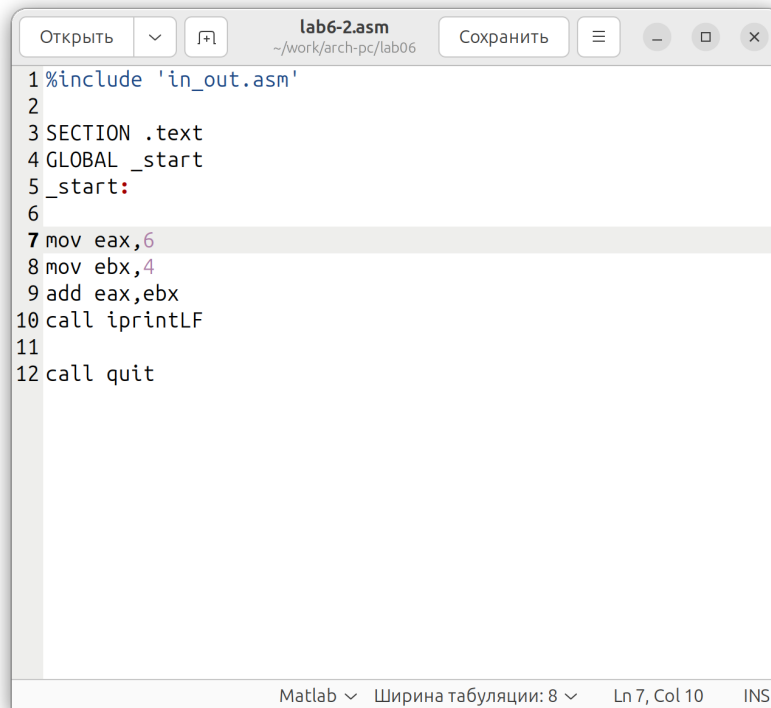 Открыть
lab6-2.asm
~/work/arch-pc/lab06
Сохранить
1 %include 'in_out.asm'
2
3 SECTION .text
4 GLOBAL _start
5 _start:
6
7 mov eax,6
8 mov ebx,4
9 add eax,ebx
10 call iprintLF
11
12 call quit
Matlab Ширина табуляции: 8 Ln 7, Col 10 INS